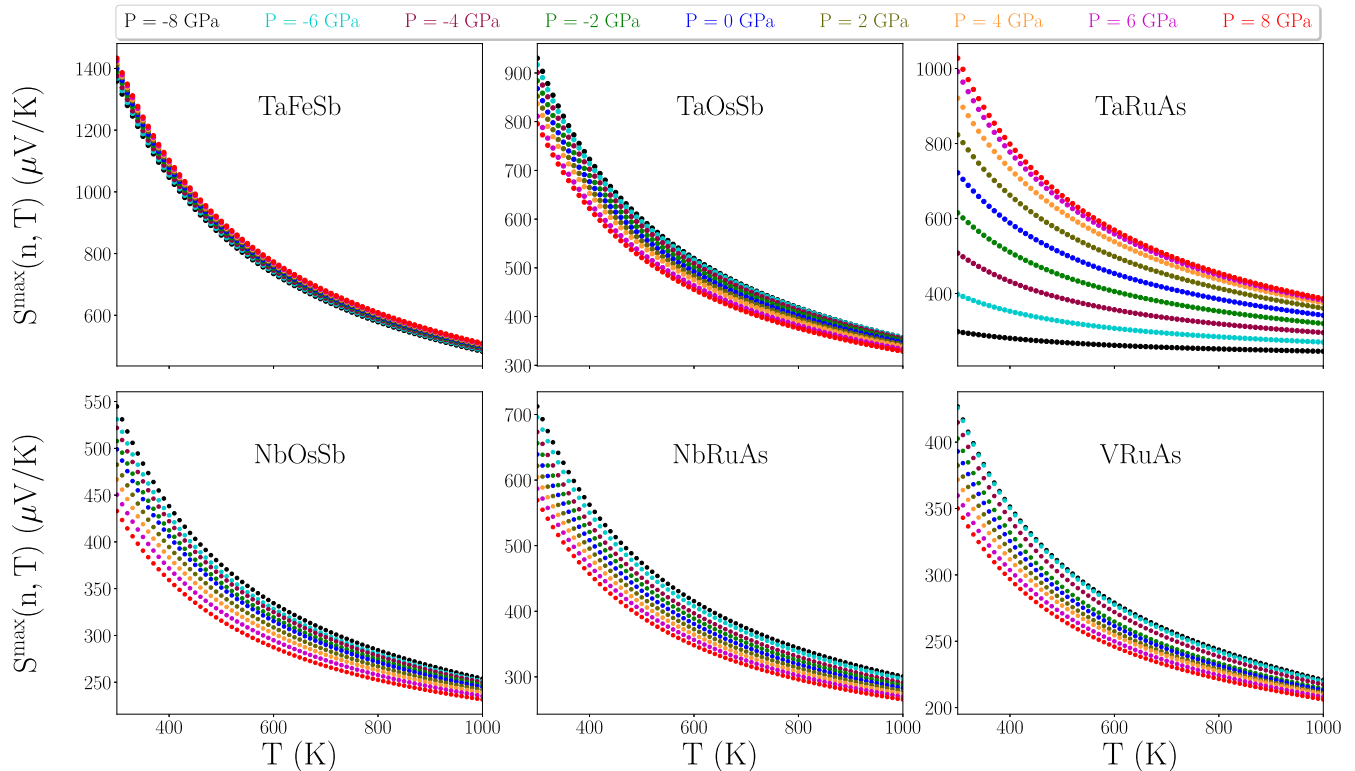 P = -8 GPa P = -6 GPa P = -4 GPa P = -2 GPa P = 0 GPa P = 2 GPa P = 4 GPa P = 6 GPa P = 8 GPa
S^max(n, T) (μV/K)
1400
1200
1000
800
600
TaFeSb
900
800
700
600
500
400
300
TaOsSb
1000
800
600
400
TaRuAs
S^max(n, T) (μV/K)
550
500
450
400
350
300
250
NbOsSb
400 600 800 1000
T (K)
700
600
500
400
300
NbRuAs
400 600 800 1000
T (K)
400
350
300
250
200
VRuAs
400 600 800 1000
T (K)